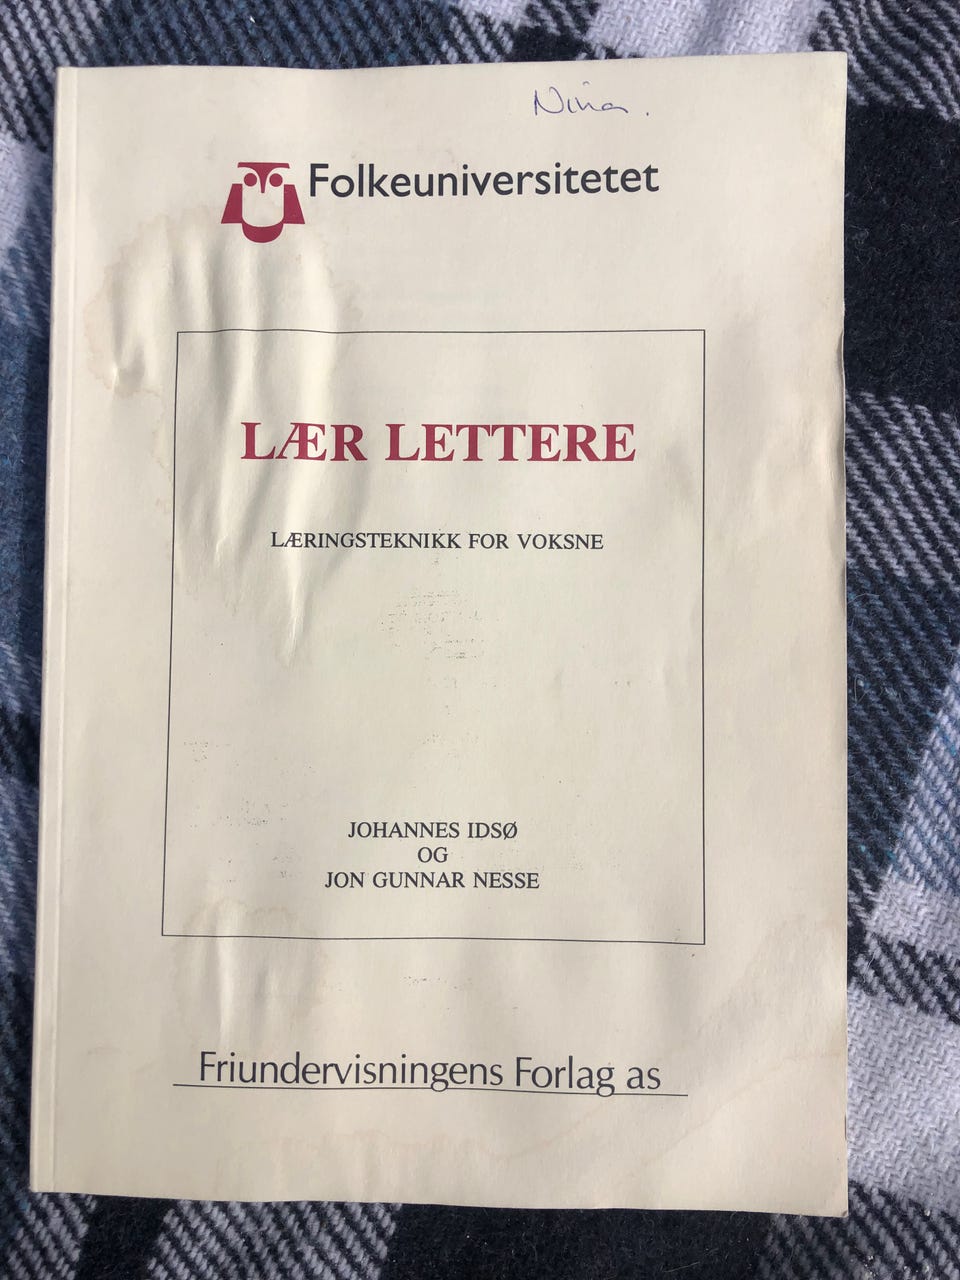 Nina.
Folkeuniversitetet
LÆR LETTERE
LÆRINGSTEKNIKK FOR VOKSNE
JOHANNES IDSØ
OG
JON GUNNAR NESSE
Friundervisningens Forlag as